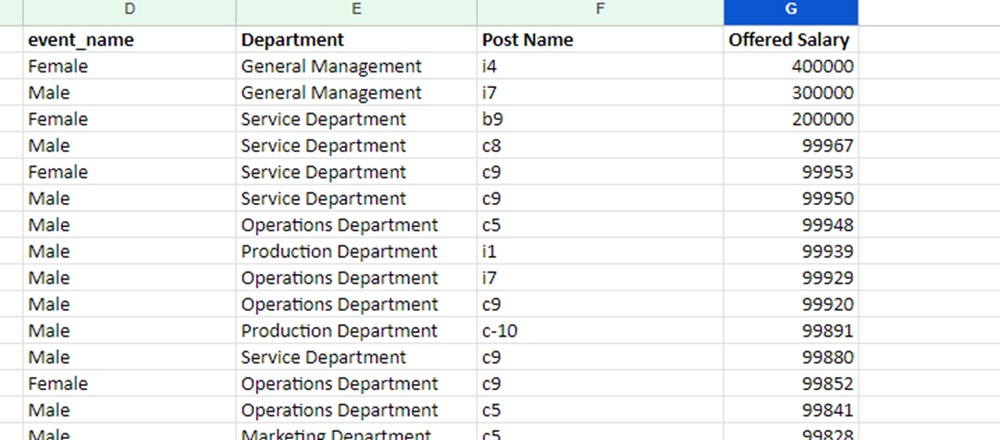 D E F G
event_name Department Post Name Offered Salary
Female General Management i4 400000
Male General Management i7 300000
Female Service Department b9 200000
Male Service Department c8 99967
Female Service Department c9 99953
Male Service Department c9 99950
Male Operations Department c5 99948
Male Production Department i1 99939
Male Operations Department i7 99929
Male Operations Department c9 99920
Male Production Department c-10 99891
Male Service Department c9 99880
Female Operations Department c9 99852
Male Operations Department c5 99841
Male Marketing Department c5 99828